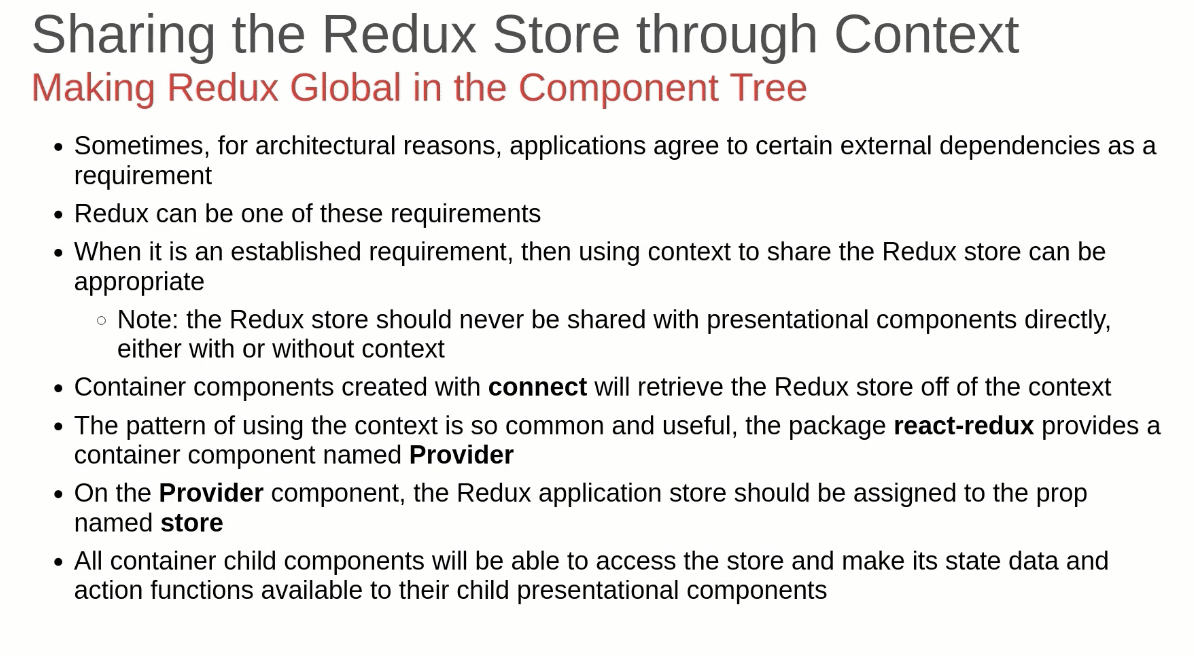 Sharing the Redux Store through Context
Making Redux Global in the Component Tree
• Sometimes, for architectural reasons, applications agree to certain external dependencies as a
requirement
• Redux can be one of these requirements
• When it is an established requirement, then using context to share the Redux store can be
appropriate
○ Note: the Redux store should never be shared with presentational components directly,
either with or without context
• Container components created with connect will retrieve the Redux store off of the context
• The pattern of using the context is so common and useful, the package react-redux provides a
container component named Provider
• On the Provider component, the Redux application store should be assigned to the prop
named store
• All container child components will be able to access the store and make its state data and
action functions available to their child presentational components